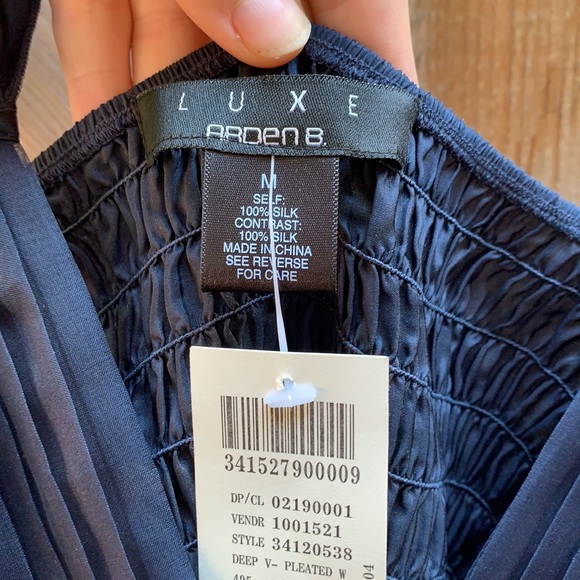 LUXE
ARDEN B.
M
SELF:
100% SILK
CONTRAST:
100% SILK
MADE IN CHINA
SEE REVERSE
FOR CARE
341527900009
DP/CL 02190001
VENDR 1001521
STYLE 34120538
DEEP V- PLEATED W